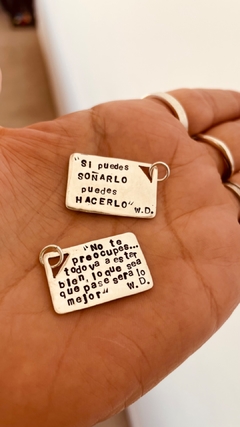 "SI puedes
SOÑARLO
puedes
HACERLO" W.D.
"No te
preocupes...
todo va a estar
bien, lo que sea
que pase será lo
mejor" W.D.